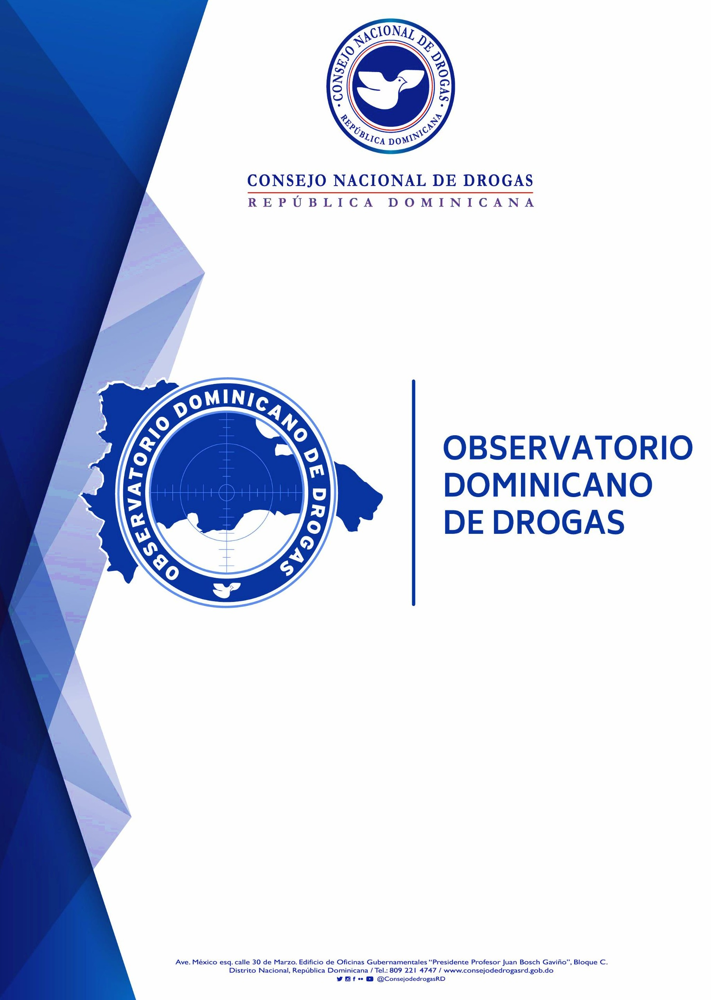 CONSEJO NACIONAL DE DROGAS
REPÚBLICA DOMINICANA
CONSEJO NACIONAL DE DROGAS
REPÚBLICA DOMINICANA
OBSERVATORIO DOMINICANO DE DROGAS
OBSERVATORIO
DOMINICANO
DE DROGAS
Ave. México esq. calle 30 de Marzo. Edificio de Oficinas Gubernamentales “Presidente Profesor Juan Bosch Gaviño”, Bloque C.
Distrito Nacional, República Dominicana / Tel.: 809 221 4747 / www.consejodedrogasrd.gob.do
@ConsejodedrogasRD